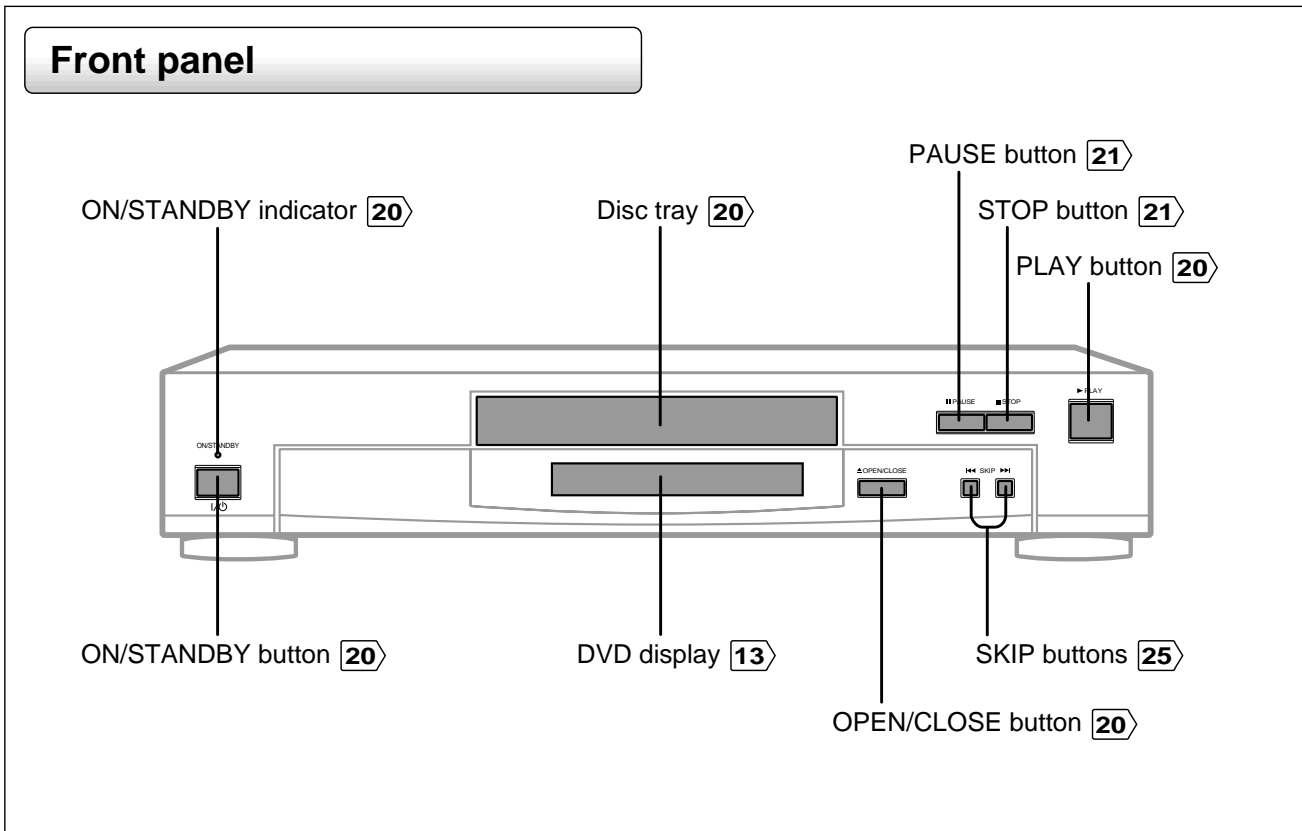 Front panel
PAUSE button 21
ON/STANDBY indicator 20
Disc tray 20
STOP button 21
PLAY button 20
► PLAY
❚❚ PAUSE
■ STOP
ON/STANDBY
⏏ OPEN/CLOSE
⏮ SKIP ⏭
I/⏻
ON/STANDBY button 20
DVD display 13
SKIP buttons 25
OPEN/CLOSE button 20